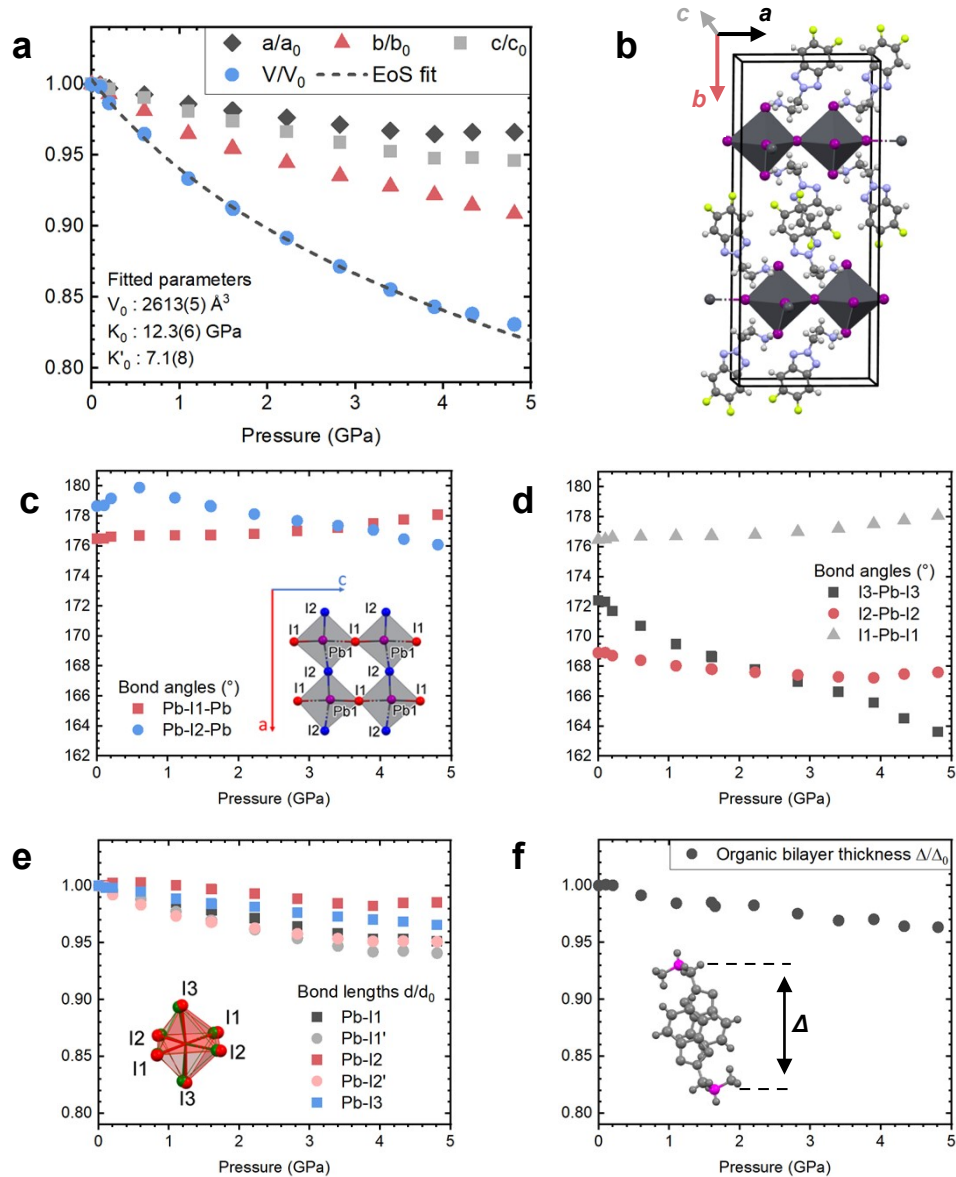 a
a/a0 b/b0 c/c0
V/V0 EoS fit
1.00
0.95
0.90
0.85
0.80
Fitted parameters
V0 : 2613(5) Å3
K0 : 12.3(6) GPa
K'0 : 7.1(8)
0 1 2 3 4 5
Pressure (GPa)
b
c
a
b
c
180
178
176
174
172
170
168
166
164
162
Bond angles (°)
Pb-I1-Pb
Pb-I2-Pb
c
a
I2 I2
I1 I1 I1
Pb1 Pb1
I2 I2
I1 I1 I1
Pb1 Pb1
I2 I2
0 1 2 3 4 5
Pressure (GPa)
d
180
178
176
174
172
170
168
166
164
162
Bond angles (°)
I3-Pb-I3
I2-Pb-I2
I1-Pb-I1
0 1 2 3 4 5
Pressure (GPa)
e
1.00
0.95
0.90
0.85
0.80
I3
I1
I2
I2
I1
I3
Bond lengths d/d0
Pb-I1
Pb-I1'
Pb-I2
Pb-I2'
Pb-I3
0 1 2 3 4 5
Pressure (GPa)
f
Organic bilayer thickness Δ/Δ0
1.00
0.95
0.90
0.85
0.80
Δ
0 1 2 3 4 5
Pressure (GPa)